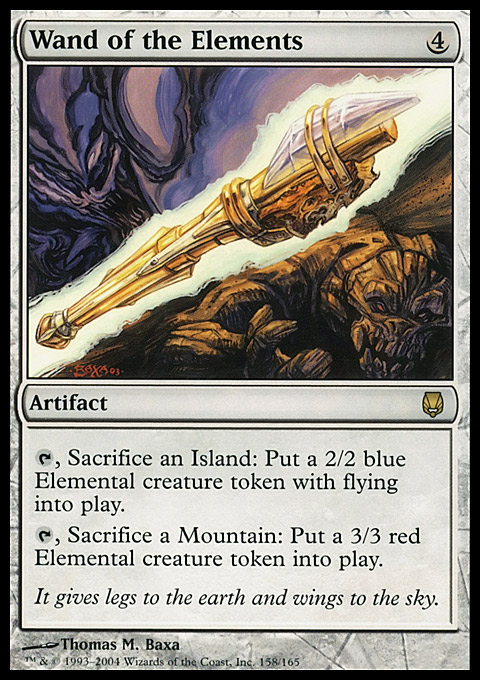 Wand of the Elements 4
BAXA 03
Artifact
, Sacrifice an Island: Put a 2/2 blue
Elemental creature token with flying
into play.
, Sacrifice a Mountain: Put a 3/3 red
Elemental creature token into play.
It gives legs to the earth and wings to the sky.
Thomas M. Baxa
™ & © 1993–2004 Wizards of the Coast, Inc. 158/165